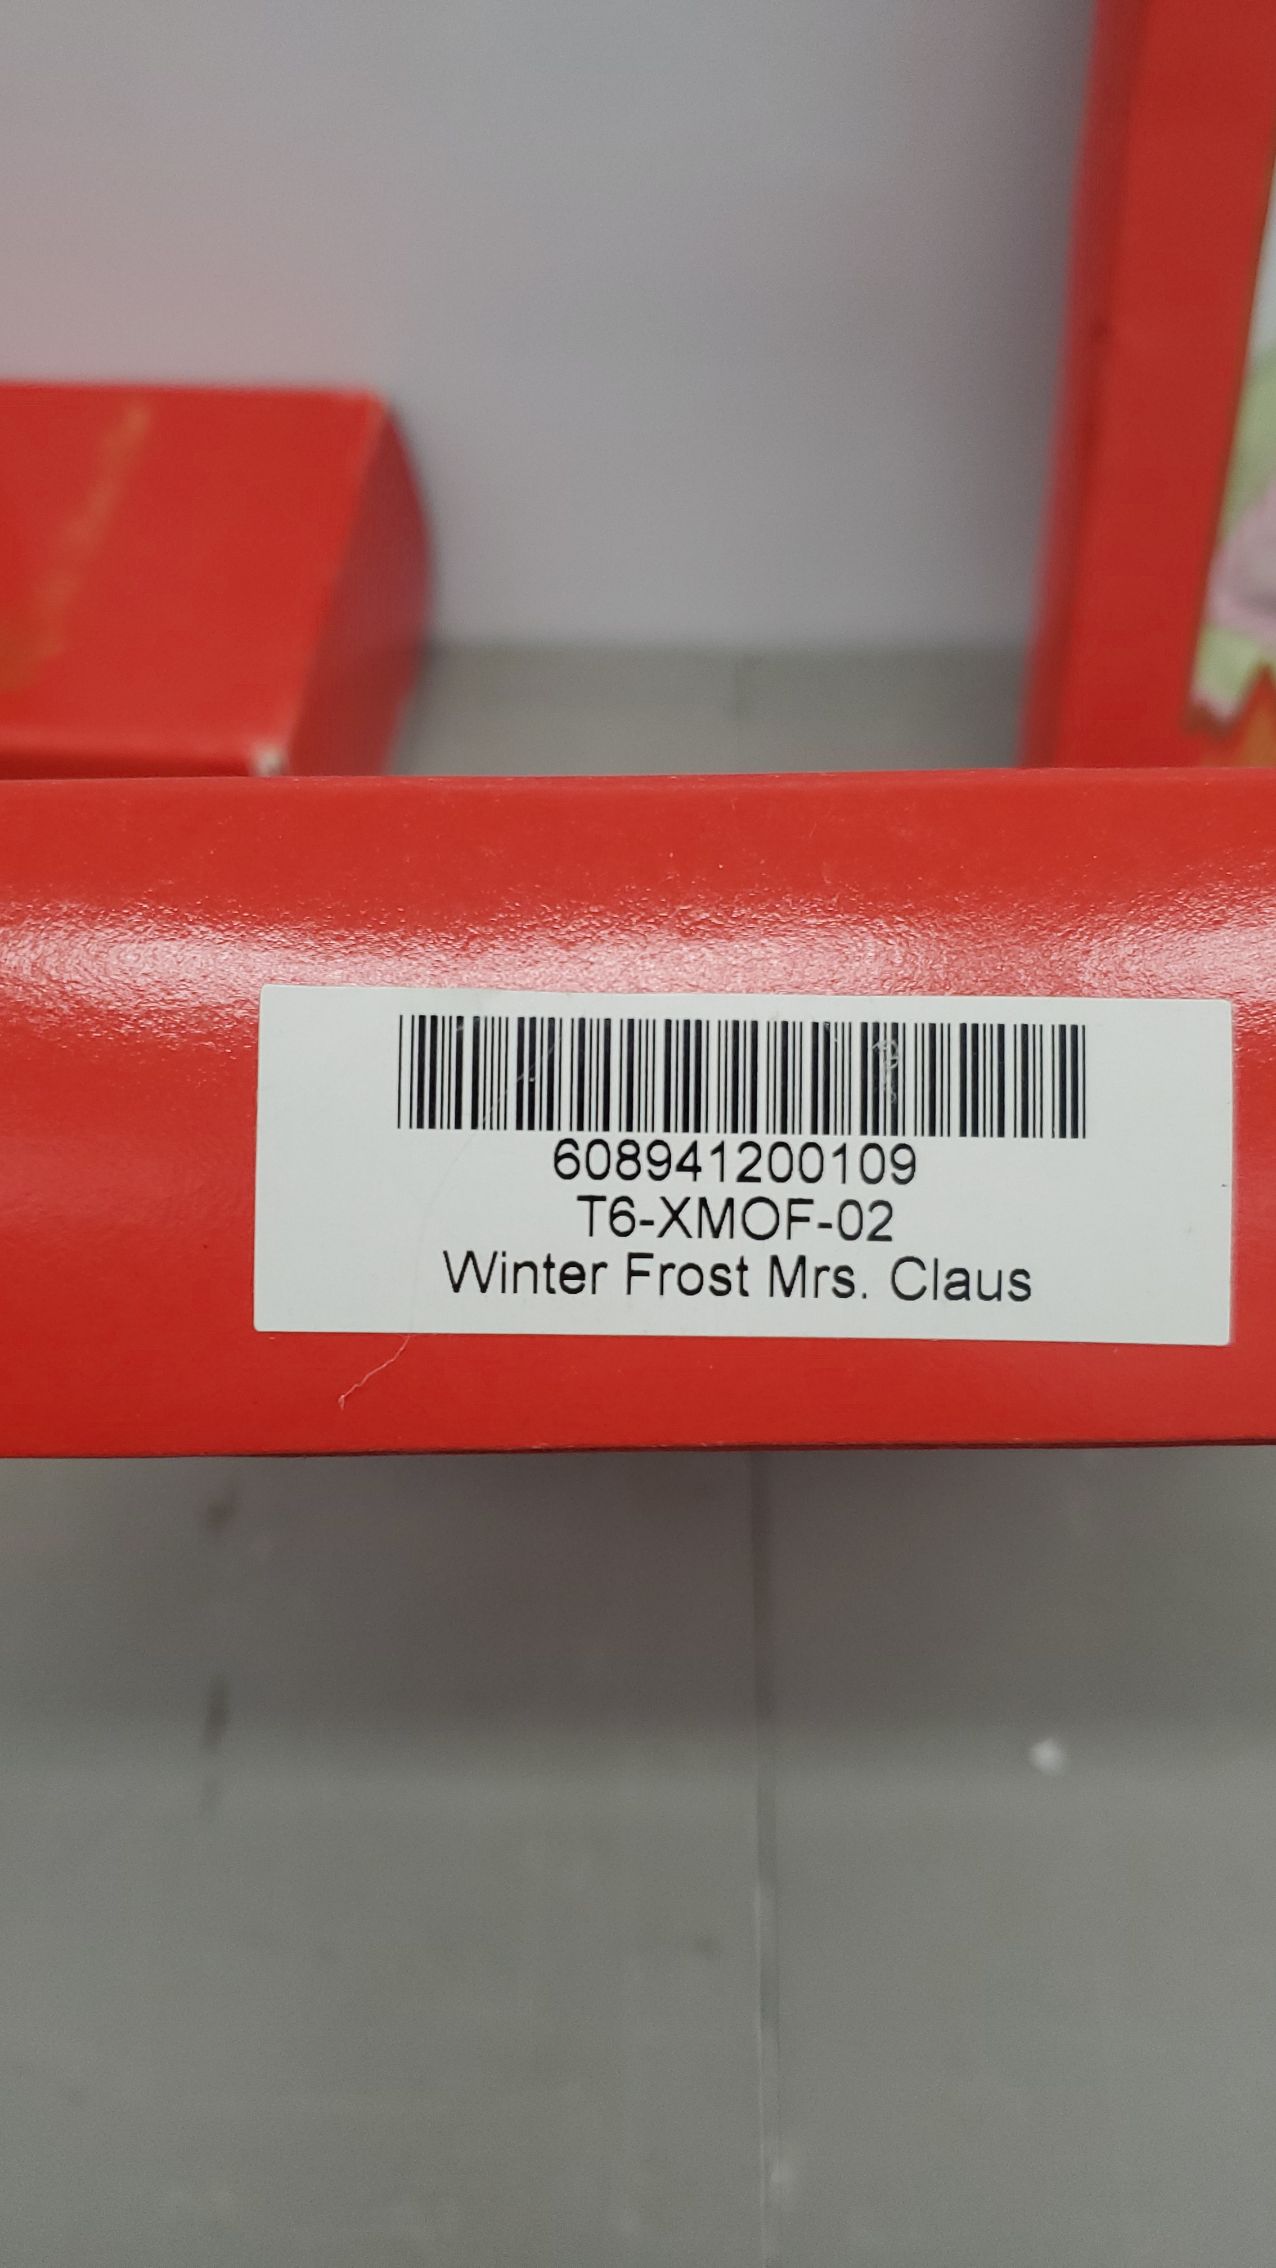 608941200109
T6-XMOF-02
Winter Frost Mrs. Claus